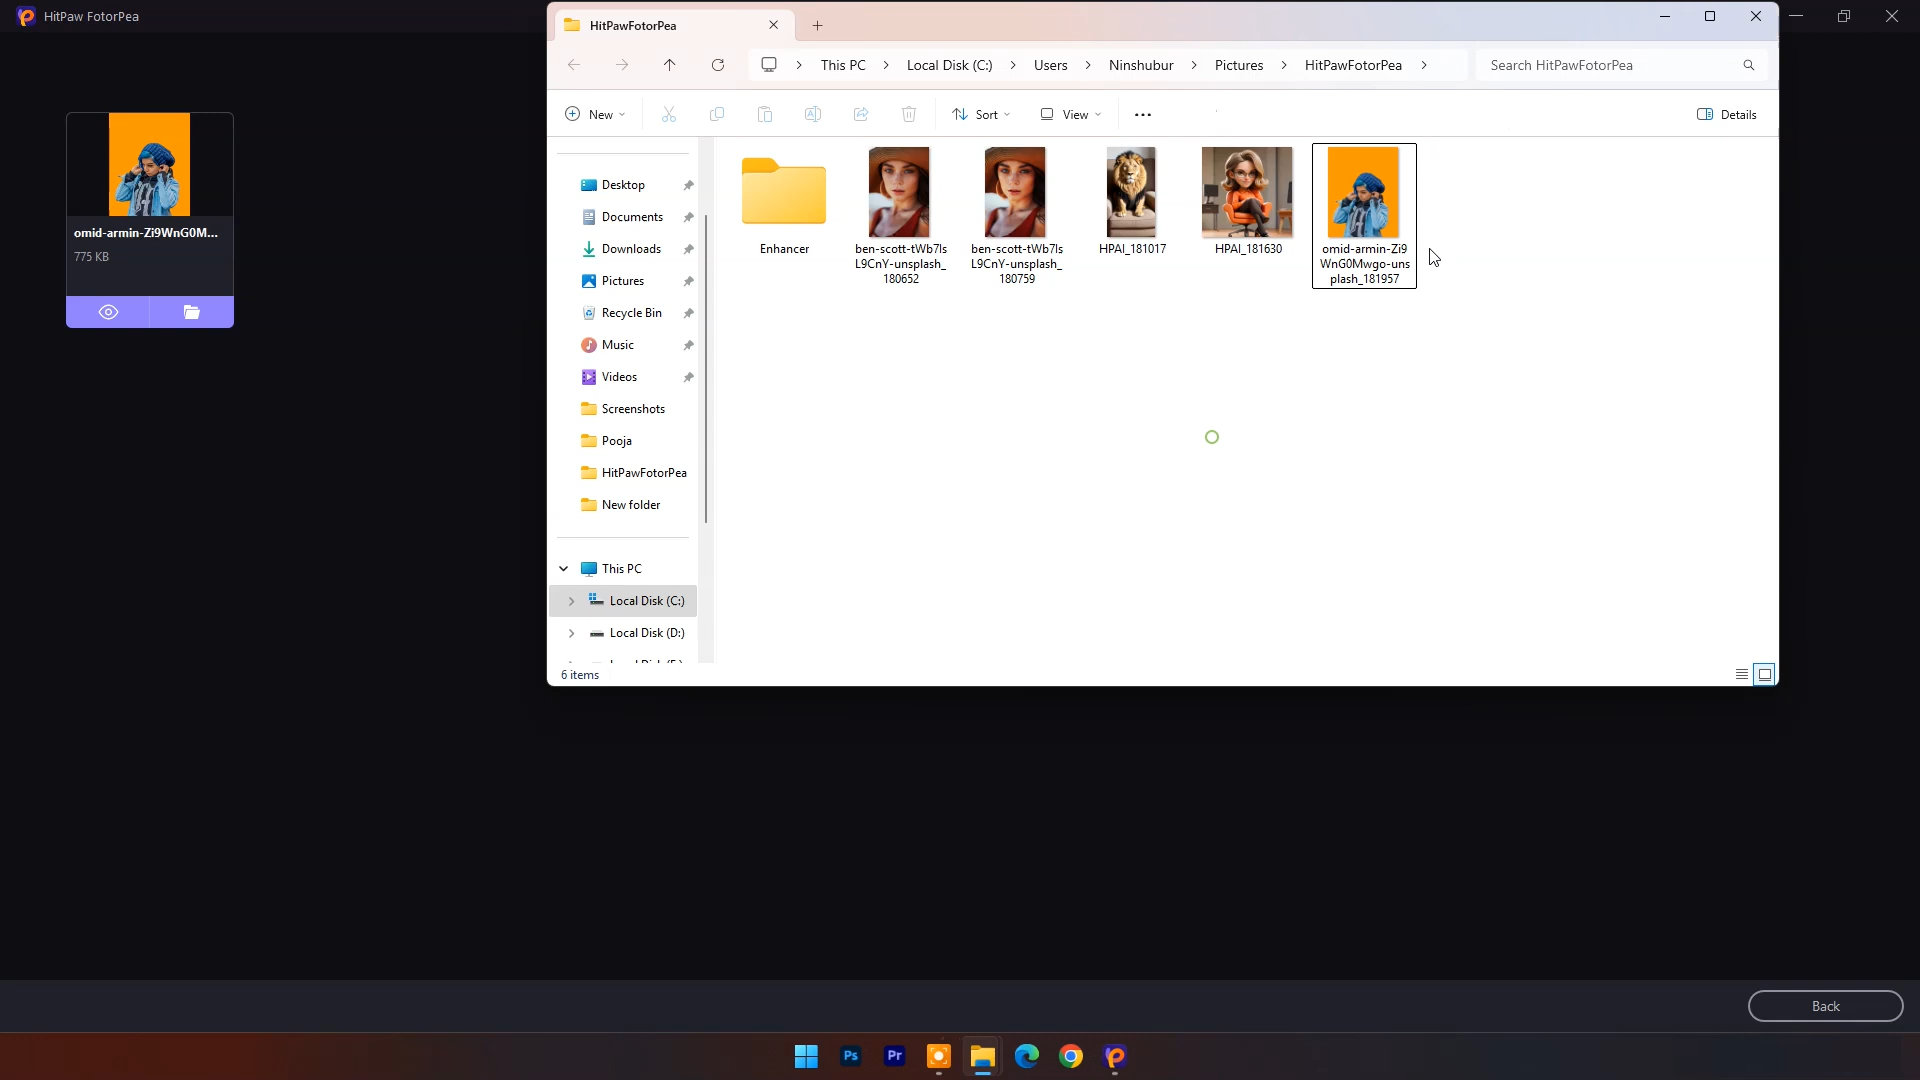 HitPaw FotorPea
HitPawFotorPea
This PC
Local Disk (C:)
Users
Ninshubur
Pictures
HitPawFotorPea
Search HitPawFotorPea
New
Sort
View
Details
omid-armin-Zi9WnG0M...
775 KB
Desktop
Documents
Downloads
Pictures
Recycle Bin
Music
Videos
Screenshots
Pooja
HitPawFotorPea
New folder
This PC
Local Disk (C:)
Local Disk (D:)
Enhancer
ben-scott-tWb7ls
L9CnY-unsplash_
180652
ben-scott-tWb7ls
L9CnY-unsplash_
180759
HPAI_181017
HPAI_181630
omid-armin-Zi9
WnG0Mwgo-uns
plash_181957
6 items
Back
Ps
Pr